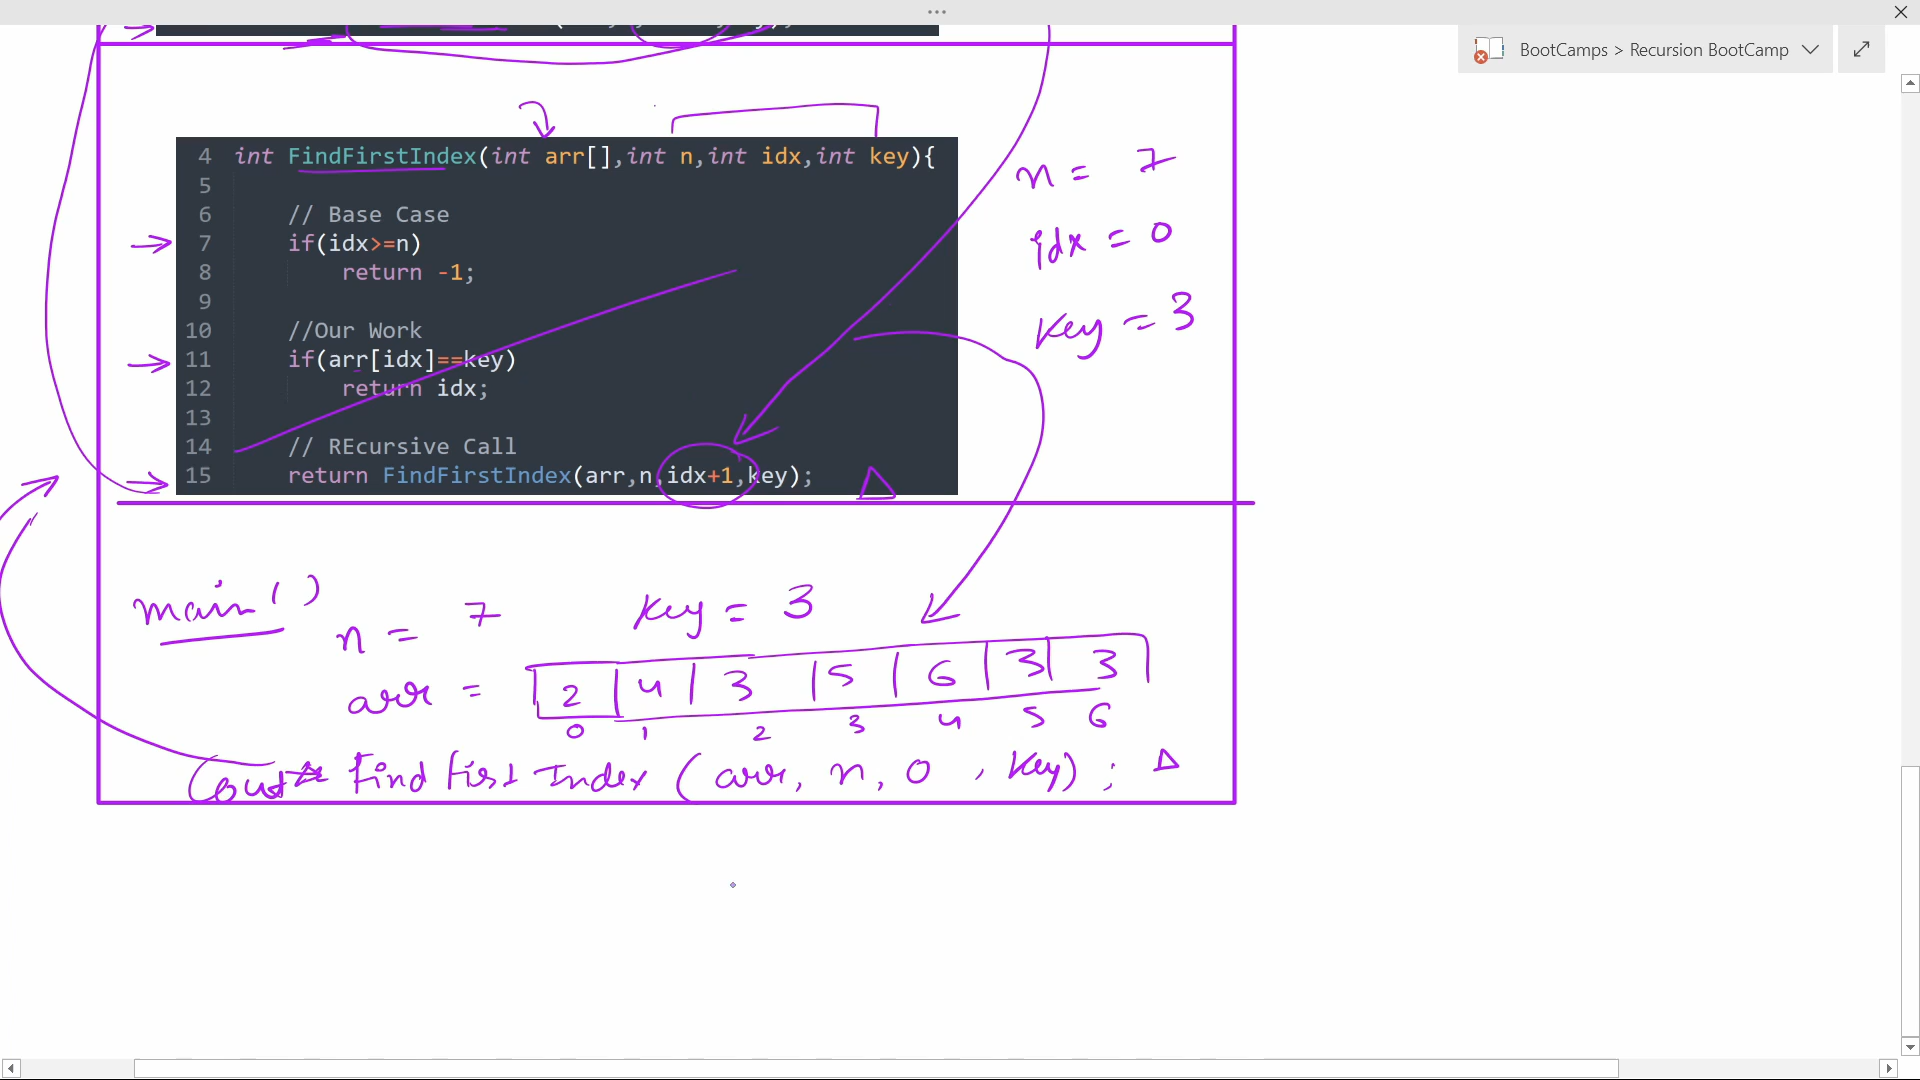 BootCamps > Recursion BootCamp
4 int FindFirstIndex(int arr[],int n,int idx,int key){
5
6 // Base Case
7 if(idx>=n)
8 return -1;
9
10 //Our Work
11 if(arr[idx]==key)
12 return idx;
13
14 // REcursive Call
15 return FindFirstIndex(arr,n,idx+1,key);
n = 7
idx = 0
key = 3
main()
n = 7 key = 3
arr = 2 4 3 5 6 3 3
0 1 2 3 4 5 6
Cout find First Index (arr, n, 0, key);